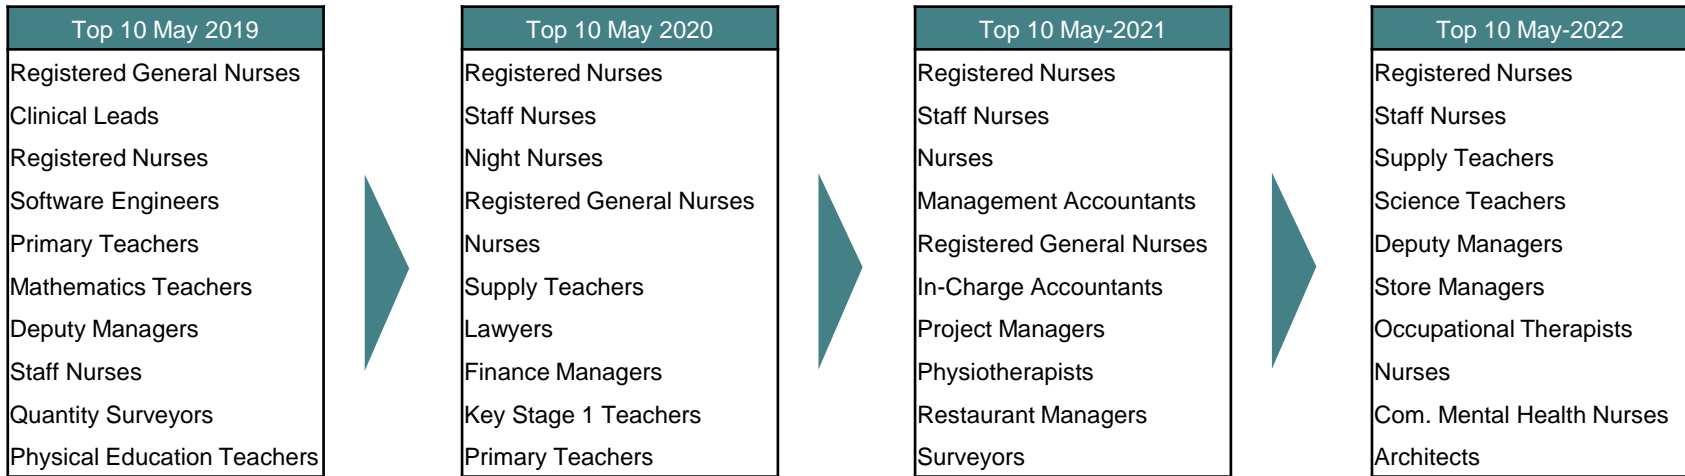 Top 10 May 2019
Registered General Nurses
Clinical Leads
Registered Nurses
Software Engineers
Primary Teachers
Mathematics Teachers
Deputy Managers
Staff Nurses
Quantity Surveyors
Physical Education Teachers
Top 10 May 2020
Registered Nurses
Staff Nurses
Night Nurses
Registered General Nurses
Nurses
Supply Teachers
Lawyers
Finance Managers
Key Stage 1 Teachers
Primary Teachers
Top 10 May-2021
Registered Nurses
Staff Nurses
Nurses
Management Accountants
Registered General Nurses
In-Charge Accountants
Project Managers
Physiotherapists
Restaurant Managers
Surveyors
Top 10 May-2022
Registered Nurses
Staff Nurses
Supply Teachers
Science Teachers
Deputy Managers
Store Managers
Occupational Therapists
Nurses
Com. Mental Health Nurses
Architects